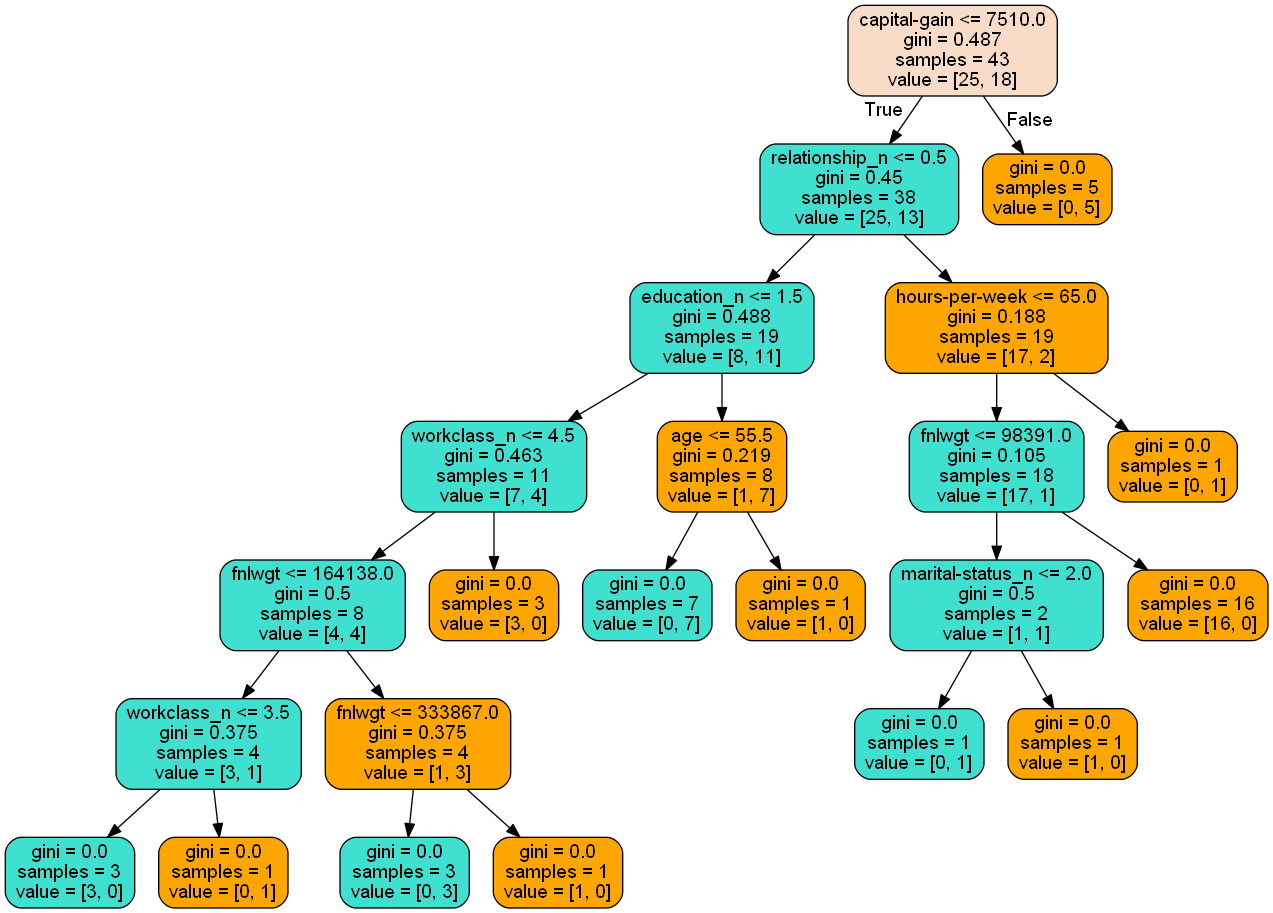 capital-gain <= 7510.0
gini = 0.487
samples = 43
value = [25, 18]
True
False
relationship_n <= 0.5
gini = 0.45
samples = 38
value = [25, 13]
gini = 0.0
samples = 5
value = [0, 5]
education_n <= 1.5
gini = 0.488
samples = 19
value = [8, 11]
hours-per-week <= 65.0
gini = 0.188
samples = 19
value = [17, 2]
workclass_n <= 4.5
gini = 0.463
samples = 11
value = [7, 4]
age <= 55.5
gini = 0.219
samples = 8
value = [1, 7]
fnlwgt <= 98391.0
gini = 0.105
samples = 18
value = [17, 1]
gini = 0.0
samples = 1
value = [0, 1]
fnlwgt <= 164138.0
gini = 0.5
samples = 8
value = [4, 4]
gini = 0.0
samples = 3
value = [3, 0]
gini = 0.0
samples = 7
value = [0, 7]
gini = 0.0
samples = 1
value = [1, 0]
marital-status_n <= 2.0
gini = 0.5
samples = 2
value = [1, 1]
gini = 0.0
samples = 16
value = [16, 0]
workclass_n <= 3.5
gini = 0.375
samples = 4
value = [3, 1]
fnlwgt <= 333867.0
gini = 0.375
samples = 4
value = [1, 3]
gini = 0.0
samples = 1
value = [0, 1]
gini = 0.0
samples = 1
value = [1, 0]
gini = 0.0
samples = 3
value = [3, 0]
gini = 0.0
samples = 1
value = [0, 1]
gini = 0.0
samples = 3
value = [0, 3]
gini = 0.0
samples = 1
value = [1, 0]